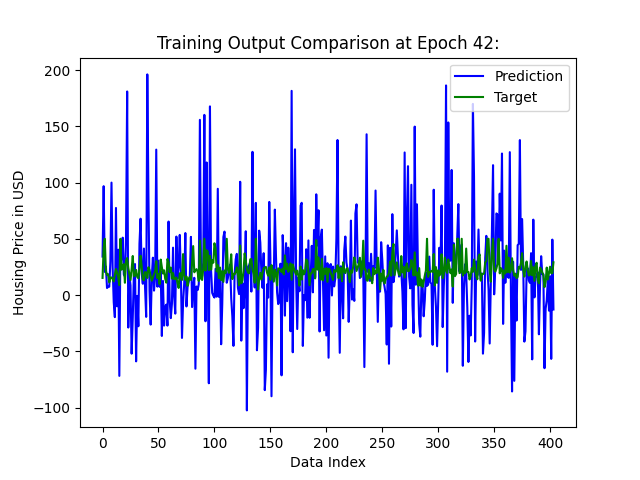 Training Output Comparison at Epoch 42:
Prediction
Target
Housing Price in USD
200
150
100
50
0
−50
−100
0 50 100 150 200 250 300 350 400
Data Index